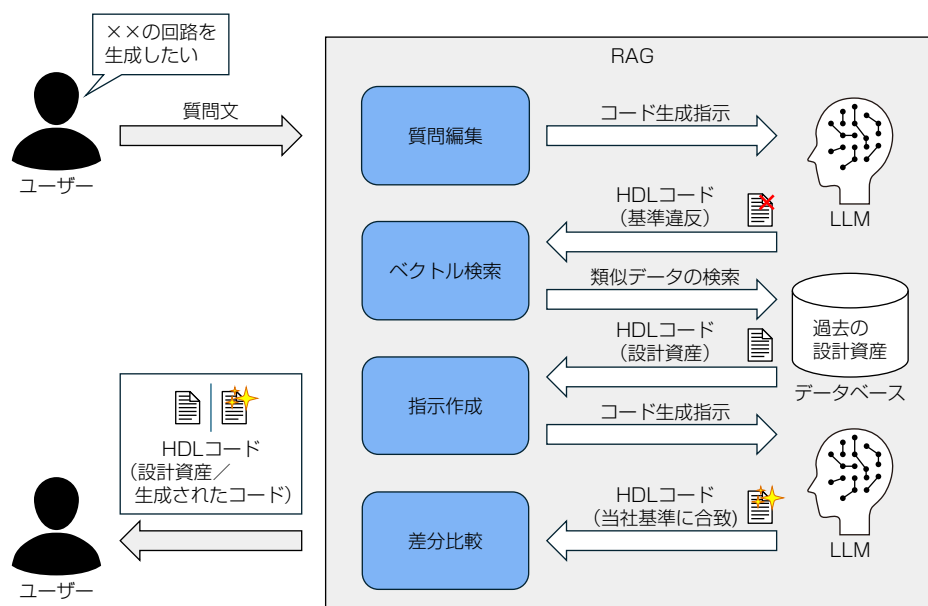 ××の回路を
生成したい
RAG
質問文
ユーザー
質問編集
コード生成指示
LLM
HDLコード
（基準違反）
ベクトル検索
類似データの検索
過去の
設計資産
データベース
HDLコード
（設計資産）
指示作成
コード生成指示
HDLコード
（設計資産／
生成されたコード）
HDLコード
（当社基準に合致)
差分比較
LLM
ユーザー